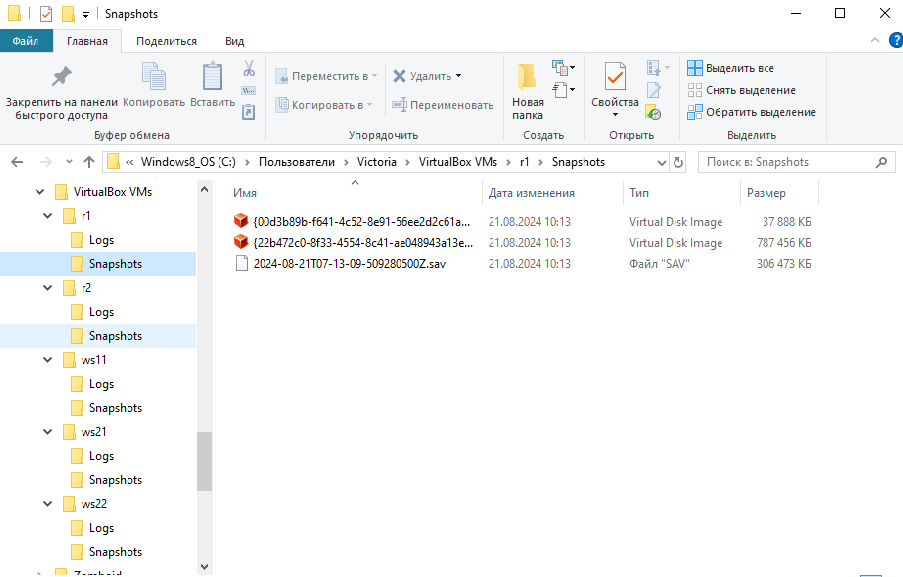 Snapshots
Файл Главная Поделиться Вид
Закрепить на панели быстрого доступа
Копировать
Вставить
Буфер обмена
Переместить в
Копировать в
Удалить
Переименовать
Упорядочить
Новая папка
Создать
Свойства
Открыть
Выделить все
Снять выделение
Обратить выделение
Выделить
« Windows8_OS (C:) Пользователи Victoria VirtualBox VMs r1 Snapshots
Поиск в: Snapshots
VirtualBox VMs
r1
Logs
Snapshots
r2
Logs
Snapshots
ws11
Logs
Snapshots
ws21
Logs
Snapshots
ws22
Logs
Snapshots
Имя Дата изменения Тип Размер
{00d3b89b-f641-4c52-8e91-56ee2d2c61a... 21.08.2024 10:13 Virtual Disk Image 37 888 КБ
{22b472c0-8f33-4554-8c41-ae048943a13e... 21.08.2024 10:13 Virtual Disk Image 787 456 КБ
2024-08-21T07-13-09-509280500Z.sav 21.08.2024 10:13 Файл "SAV" 306 473 КБ